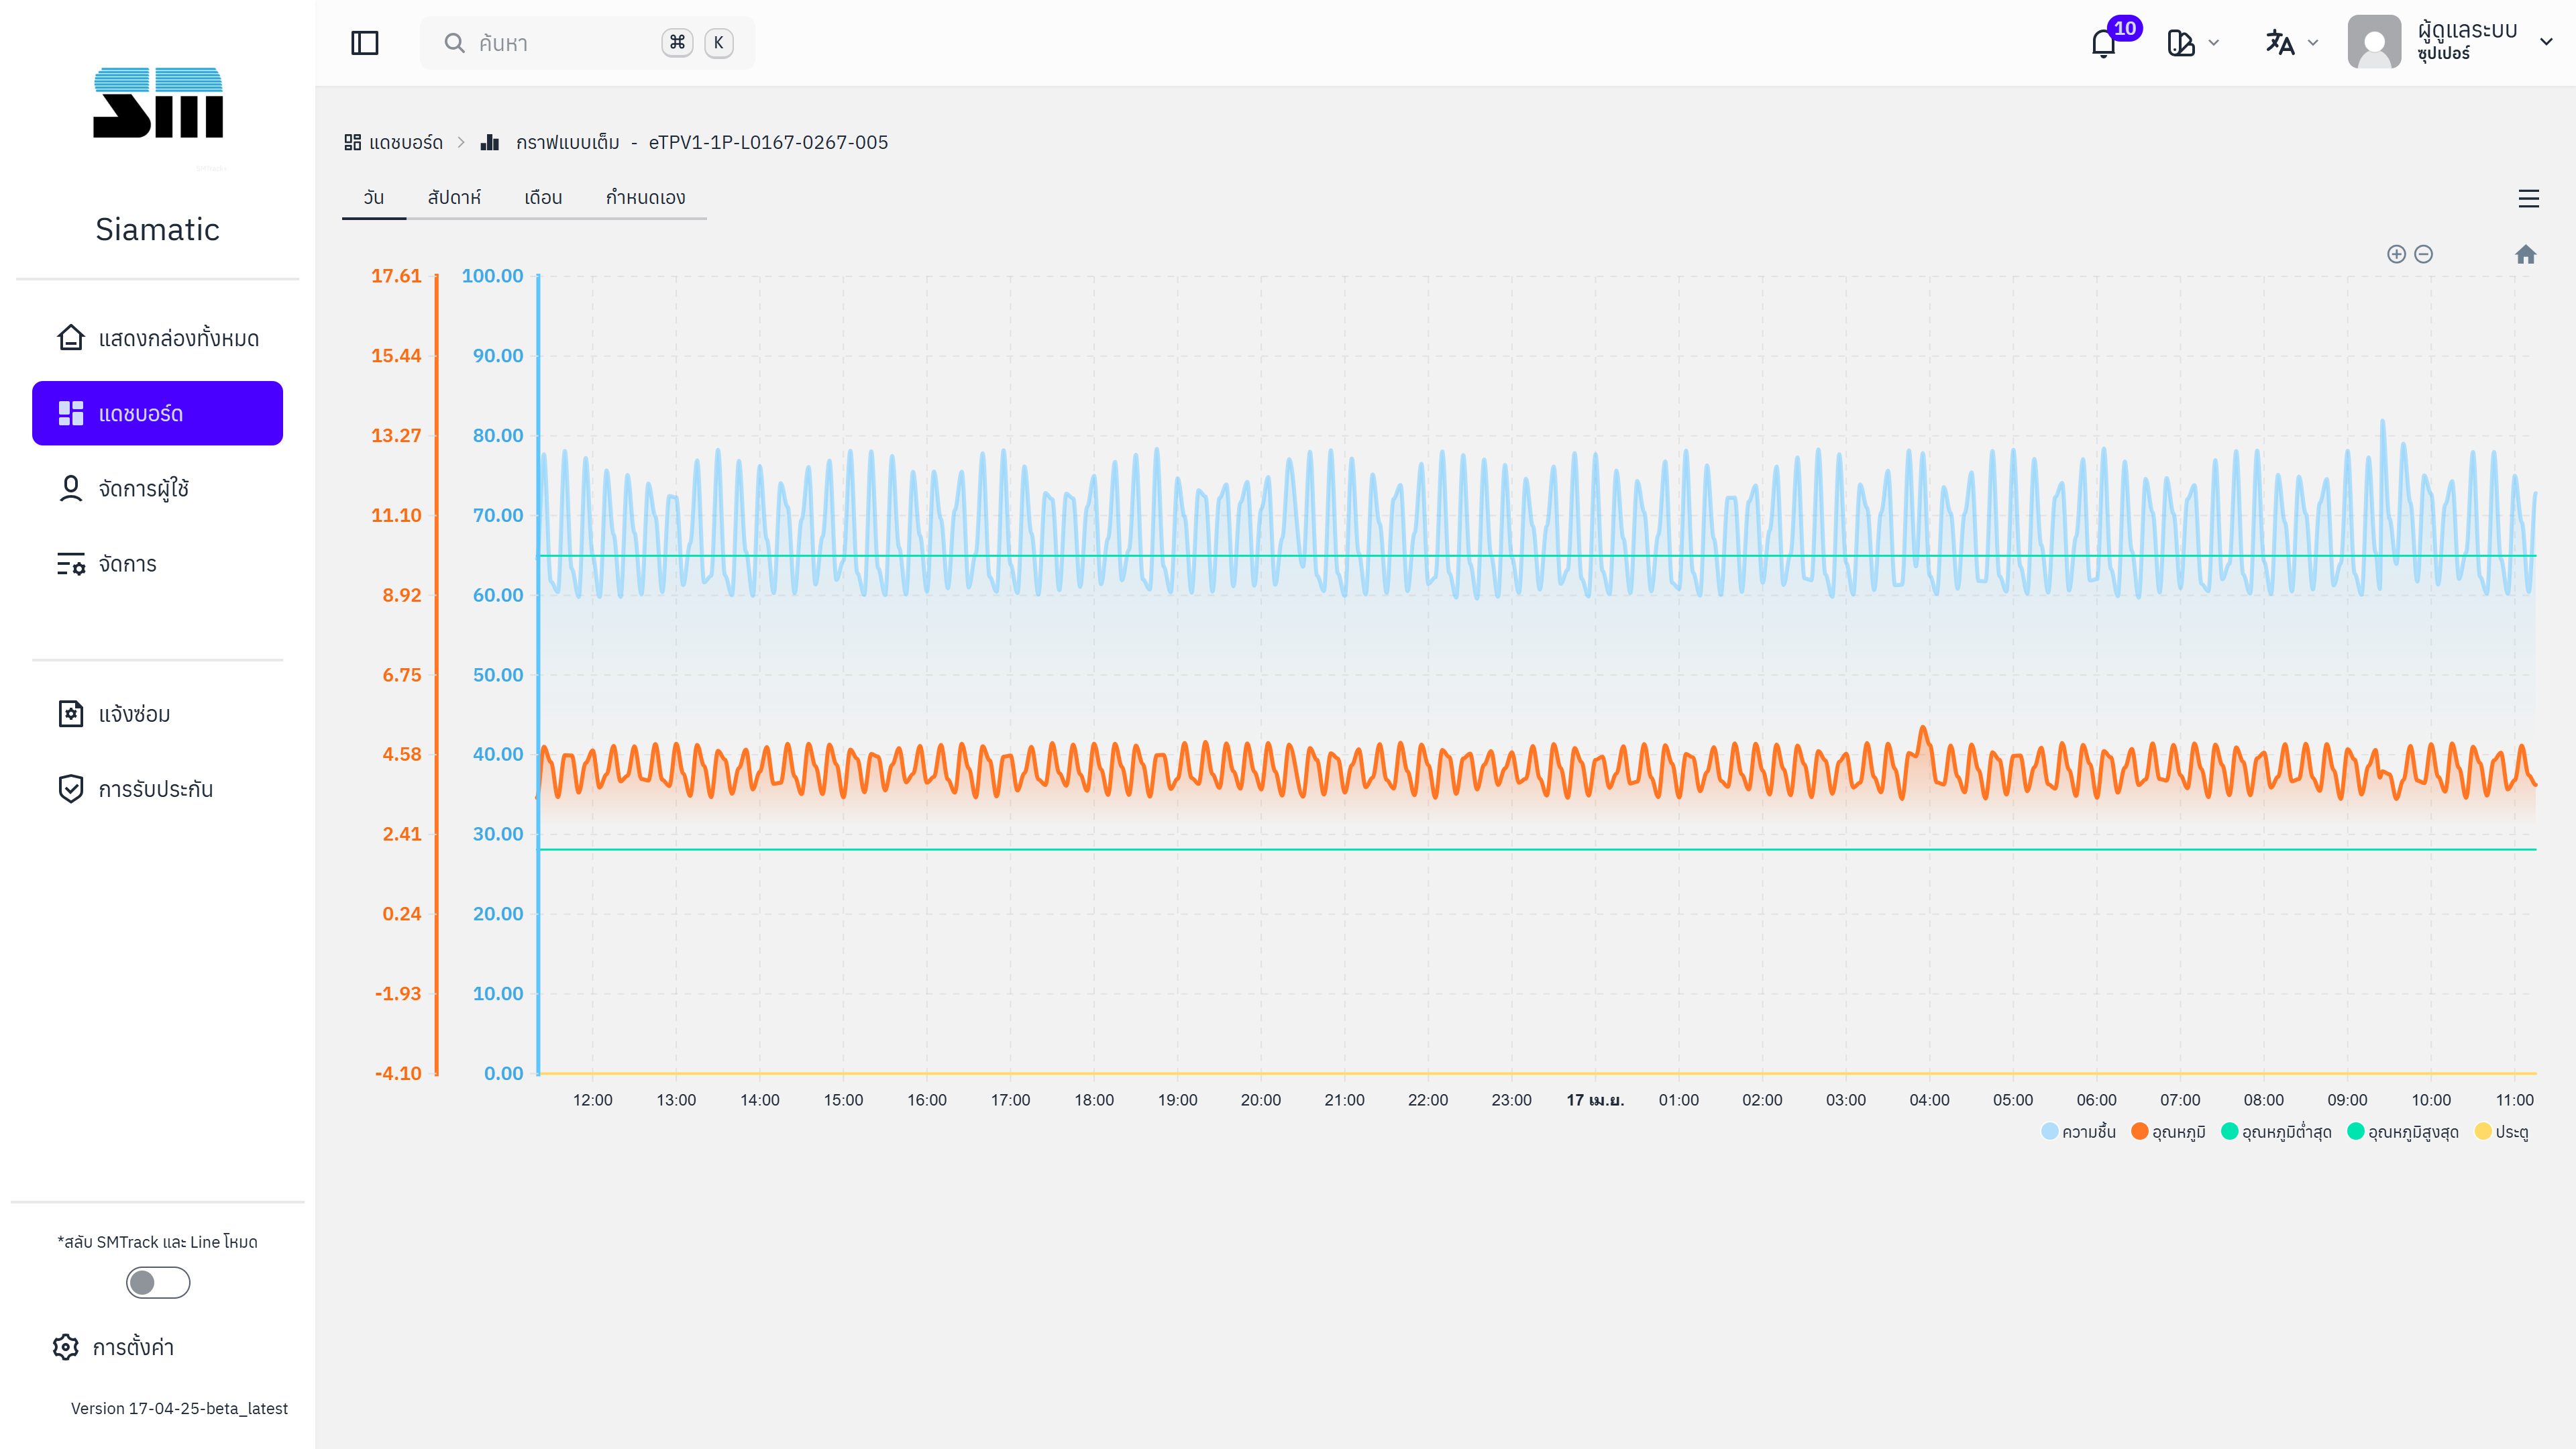 sm
Siamatic
แสดงกล่องทั้งหมด
แดชบอร์ด
จัดการผู้ใช้
จัดการ
แจ้งซ่อม
การรับประกัน
*สลับ SMTrack และ Line โหมด
การตั้งค่า
Version 17-04-25-beta_latest
ค้นหา ⌘ K
10
ผู้ดูแลระบบ
ซุปเปอร์
แดชบอร์ด > กราฟแบบเต็ม - eTPV1-1P-L0167-0267-005
วัน สัปดาห์ เดือน กำหนดเอง
17.61 100.00
15.44 90.00
13.27 80.00
11.10 70.00
8.92 60.00
6.75 50.00
4.58 40.00
2.41 30.00
0.24 20.00
-1.93 10.00
-4.10 0.00
12:00 13:00 14:00 15:00 16:00 17:00 18:00 19:00 20:00 21:00 22:00 23:00 17 เม.ย. 01:00 02:00 03:00 04:00 05:00 06:00 07:00 08:00 09:00 10:00 11:00
ความชื้น อุณหภูมิ อุณหภูมิต่ำสุด อุณหภูมิสูงสุด ประตู